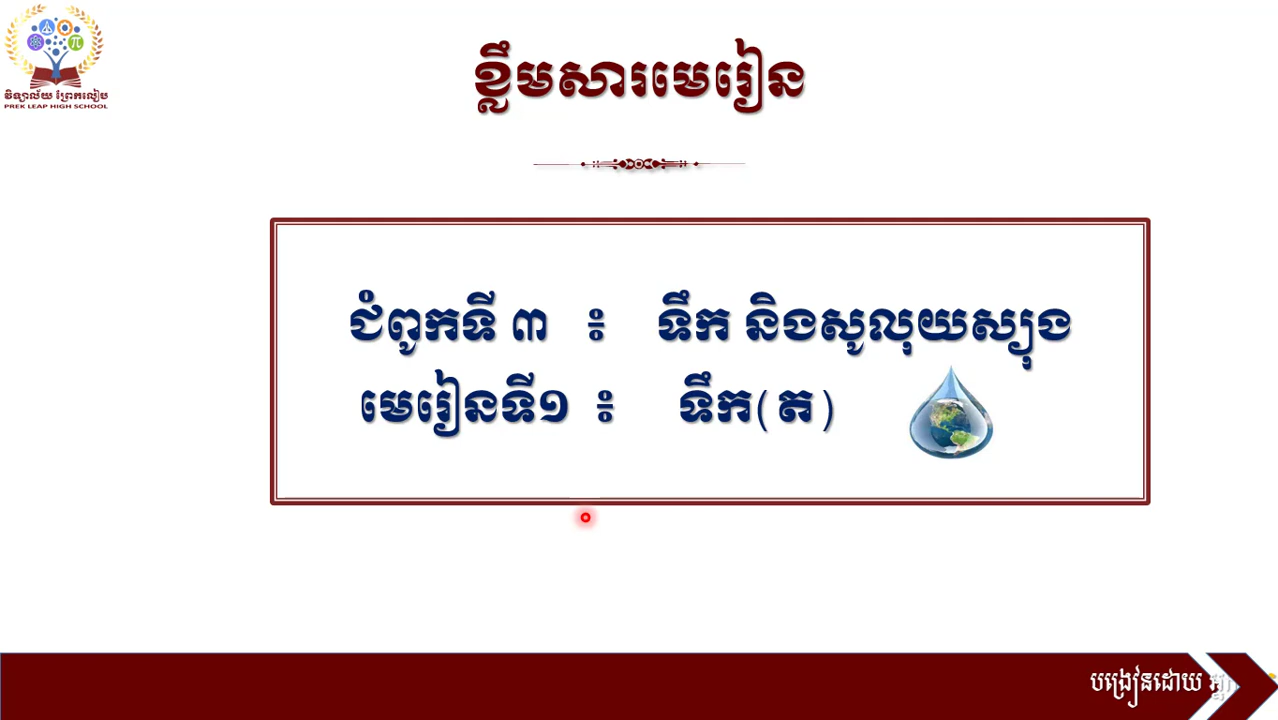 វិទ្យាល័យ ព្រែកលៀប
PREK LEAP HIGH SCHOOL
ខ្លឹមសារមេរៀន
ជំពូកទី ៣ ៖ ទឹក និងសូលុយស្យុង
មេរៀនទី១ ៖ ទឹក(ត)
បង្រៀនដោយ